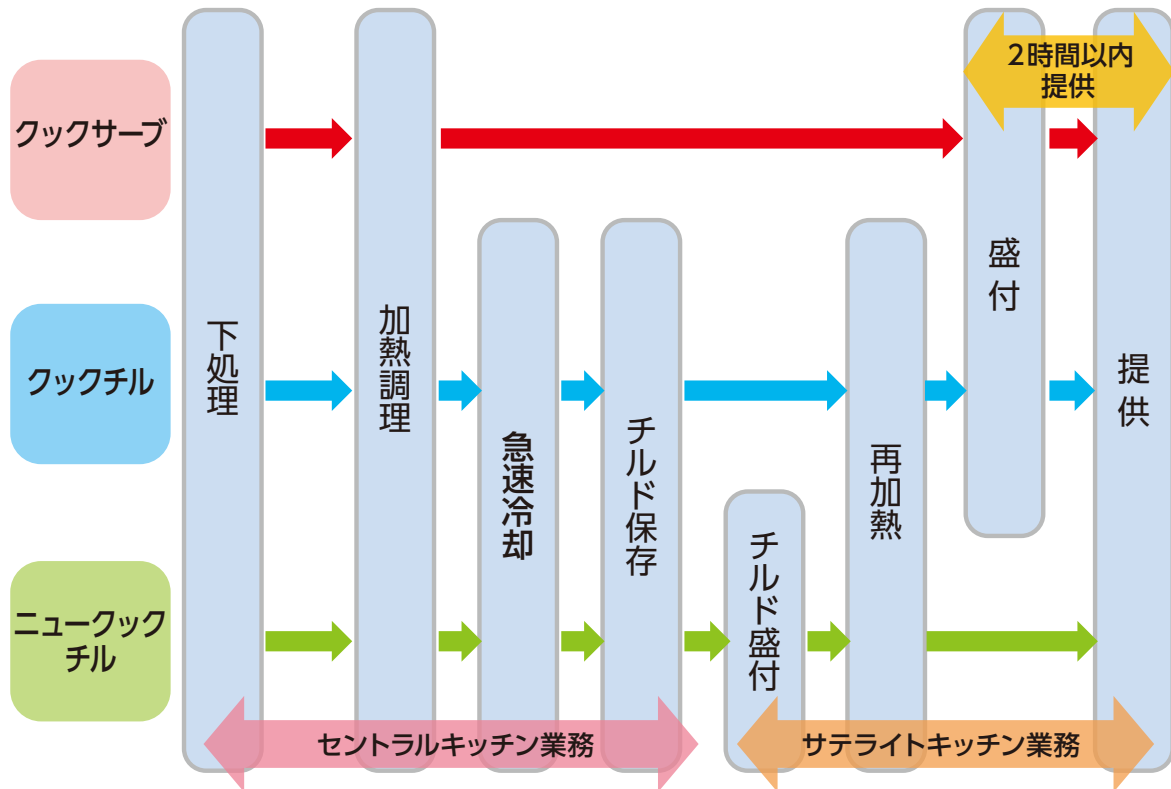 2時間以内
提供
クックサーブ
クックチル
ニュークック
チル
下処理
加熱調理
急速冷却
チルド保存
チルド盛付
再加熱
盛付
提供
セントラルキッチン業務
サテライトキッチン業務